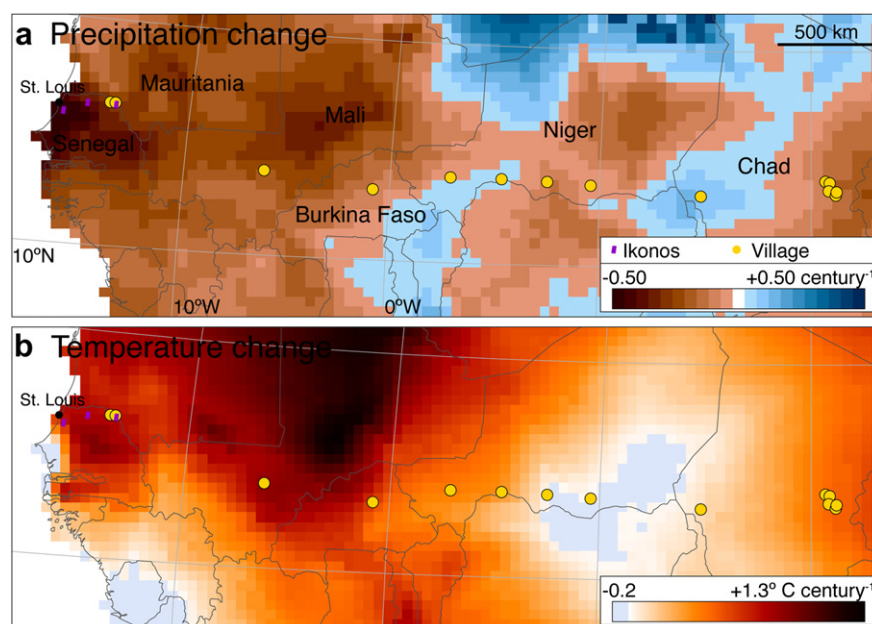 a Precipitation change
500 km
St. Louis
Mauritania
Mali
Niger
Senegal
Chad
Burkina Faso
10ºN
10ºW
0ºW
Ikonos
Village
-0.50 +0.50 century⁻¹
b Temperature change
St. Louis
-0.2 +1.3º C century⁻¹